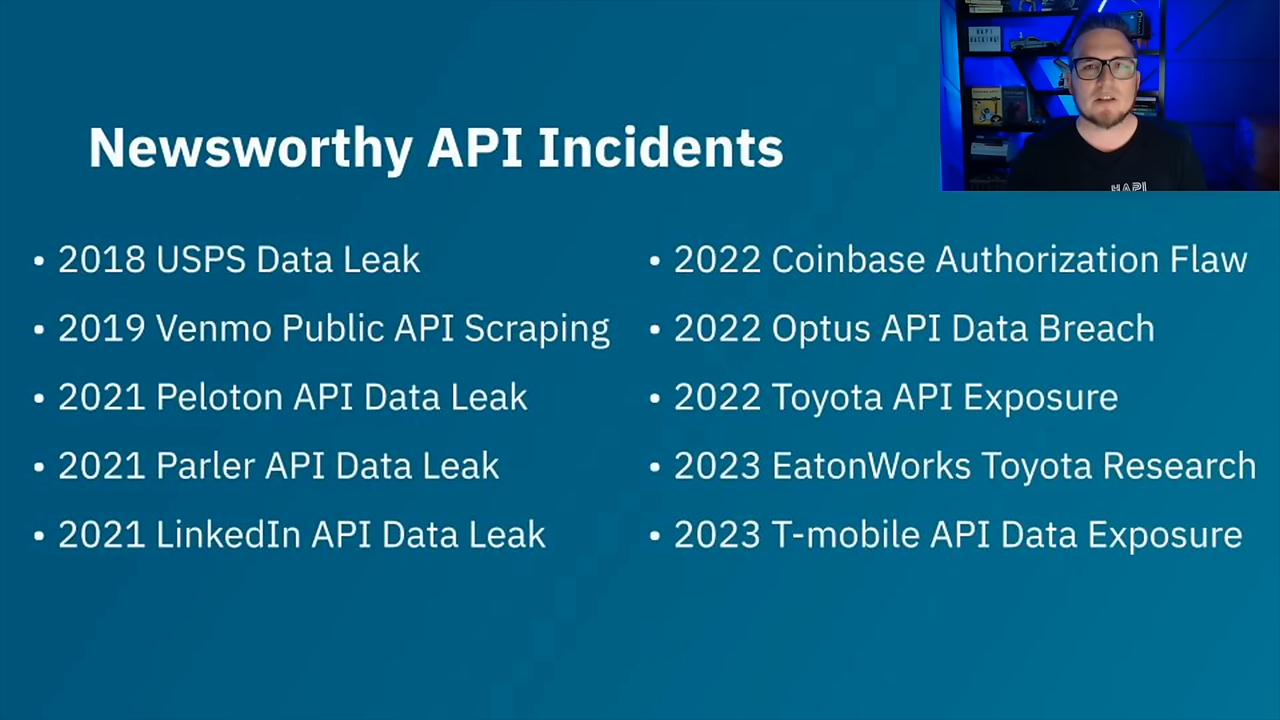 Newsworthy API Incidents
• 2018 USPS Data Leak
• 2019 Venmo Public API Scraping
• 2021 Peloton API Data Leak
• 2021 Parler API Data Leak
• 2021 LinkedIn API Data Leak
• 2022 Coinbase Authorization Flaw
• 2022 Optus API Data Breach
• 2022 Toyota API Exposure
• 2023 EatonWorks Toyota Research
• 2023 T-mobile API Data Exposure
HAPI
HACKING